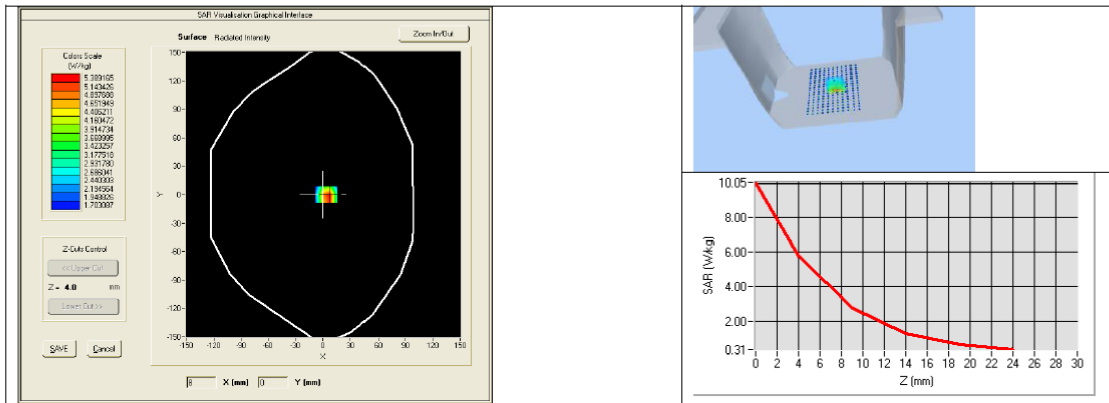 SAR Visualisation Graphical Interface
Surface Radiated Intensity
Zoom In/Out
Colors Scale
(W/kg)
5.389165
5.143426
4.897688
4.651949
4.406211
4.160472
3.914734
3.668995
3.423257
3.177518
2.931780
2.686041
2.440303
2.194564
1.948826
1.703087
Z-Cuts Control
<< Upper Cut
Z = 4.0 mm
Lower Cut >>
SAVE Cancel
150-
120-
90-
60-
30-
Y 0-
-30-
-60-
-90-
-120-
-150-
-150 -120 -90 -60 -30 0 30 60 90 120 150
X
8 X (mm) 0 Y (mm)
10.05
8.00
6.00
4.00
2.00
0.31
SAR (W/kg)
0 2 4 6 8 10 12 14 16 18 20 22 24 26 28 30
Z (mm)